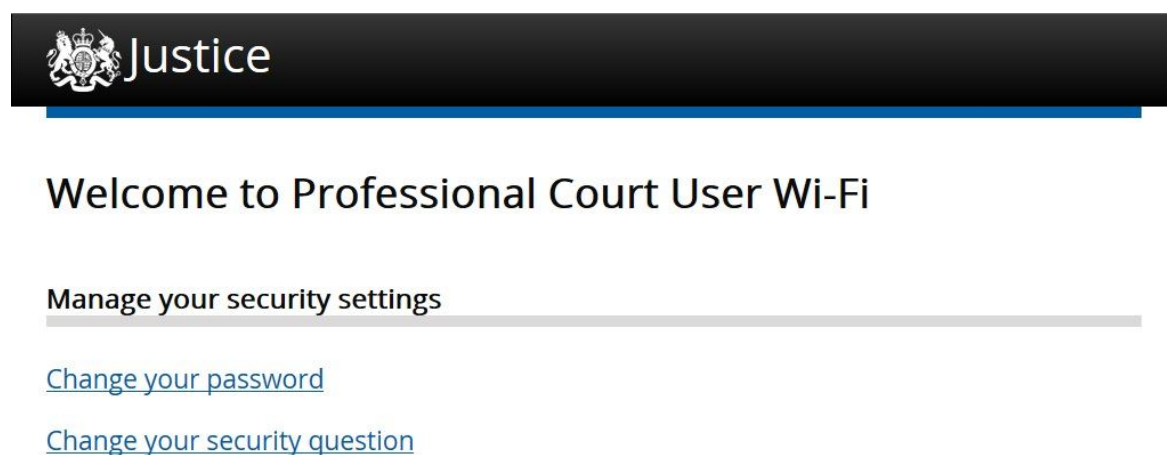 Justice
Welcome to Professional Court User Wi-Fi
Manage your security settings
Change your password
Change your security question